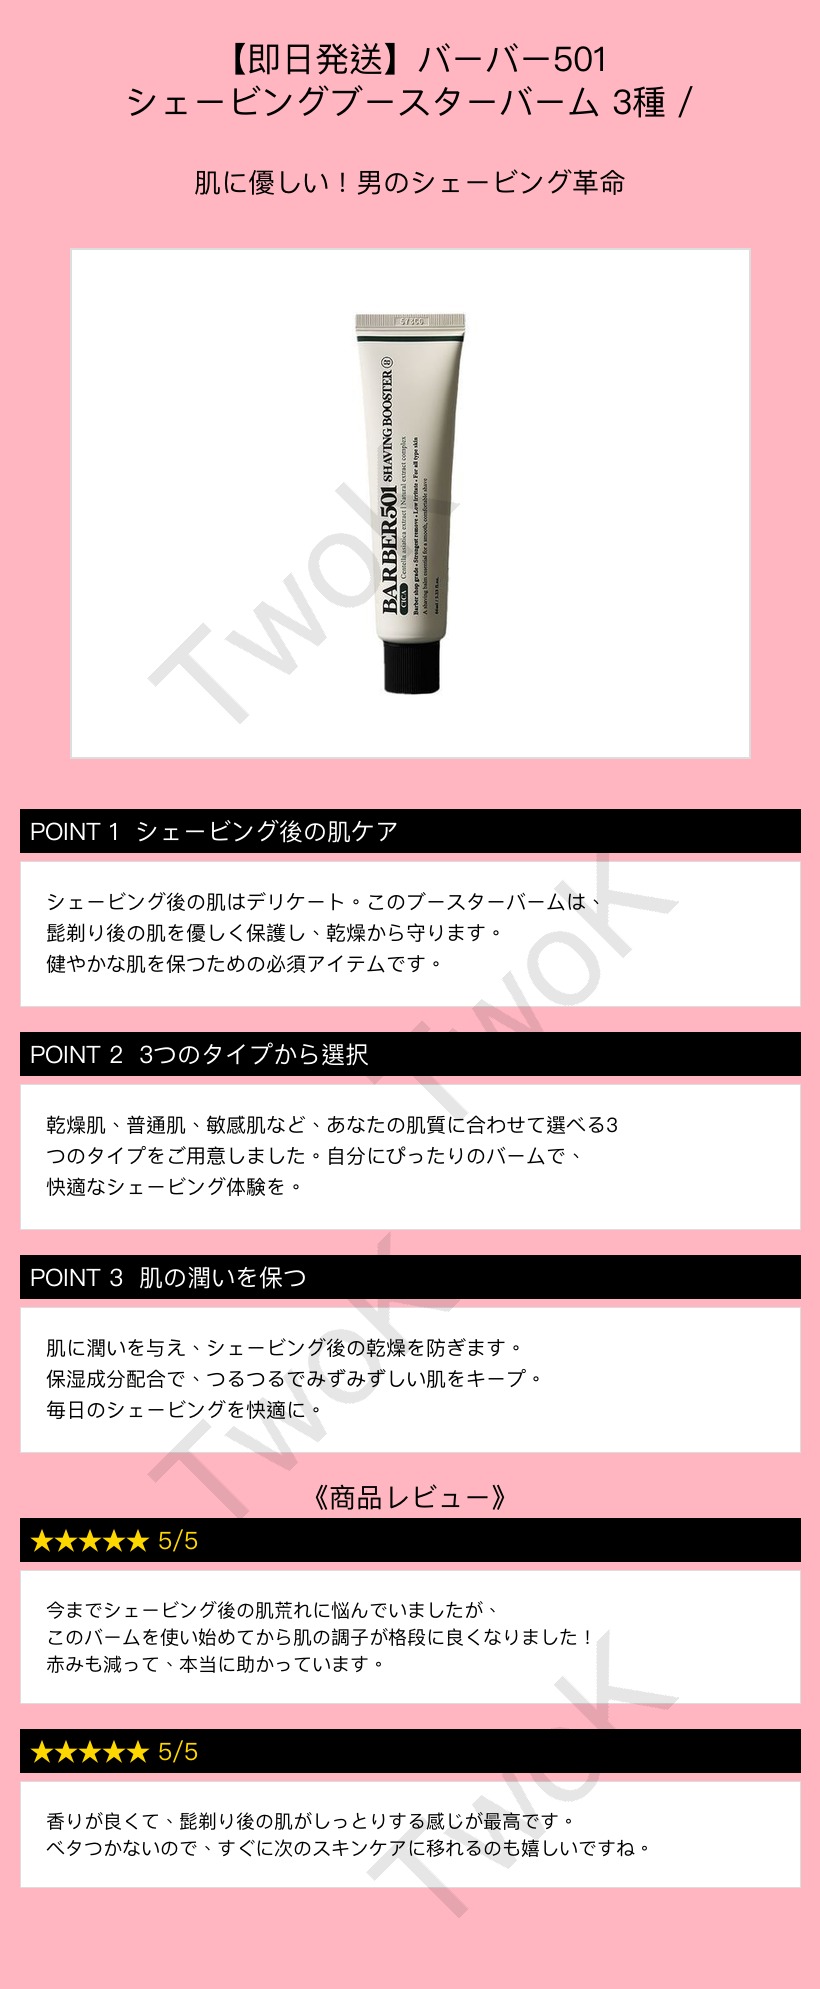 【即日発送】バーバー501
シェービングブースターバーム 3種 /
肌に優しい！男のシェービング革命
BARBER501 SHAVING BOOSTER ®
CICA Centella asiatica extract | Natural extract complex
Barber shop grade • Strongest remove • Low Irritate • For all type skin
A shaving balm essential for a smooth, comfortable shave
TwoK
POINT 1 シェービング後の肌ケア
シェービング後の肌はデリケート。このブースターバームは、
髭剃り後の肌を優しく保護し、乾燥から守ります。
健やかな肌を保つための必須アイテムです。
TwoK
POINT 2 3つのタイプから選択
乾燥肌、普通肌、敏感肌など、あなたの肌質に合わせて選べる3
つのタイプをご用意しました。自分にぴったりのバームで、
快適なシェービング体験を。
POINT 3 肌の潤いを保つ
肌に潤いを与え、シェービング後の乾燥を防ぎます。
保湿成分配合で、つるつるでみずみずしい肌をキープ。
毎日のシェービングを快適に。
TwoK
《商品レビュー》
★★★★★ 5/5
今までシェービング後の肌荒れに悩んでいましたが、
このバームを使い始めてから肌の調子が格段に良くなりました！
赤みも減って、本当に助かっています。
★★★★★ 5/5
香りが良くて、髭剃り後の肌がしっとりする感じが最高です。
ベタつかないので、すぐに次のスキンケアに移れるのも嬉しいですね。
TwoK